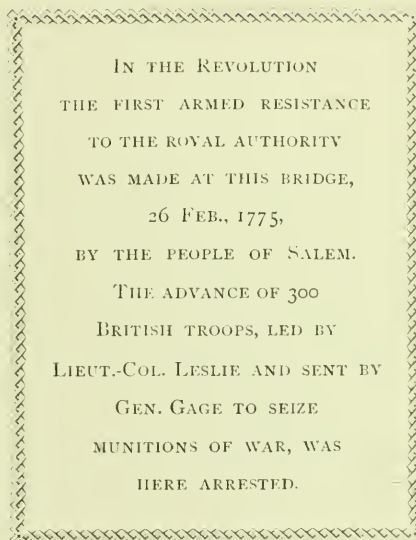 In the Revolution
the first armed resistance
to the royal authority
was made at this bridge,
26 Feb., 1775,
by the people of Salem.
The advance of 300
British troops, led by
Lieut.-Col. Leslie and sent by
Gen. Gage to seize
munitions of war, was
here arrested.